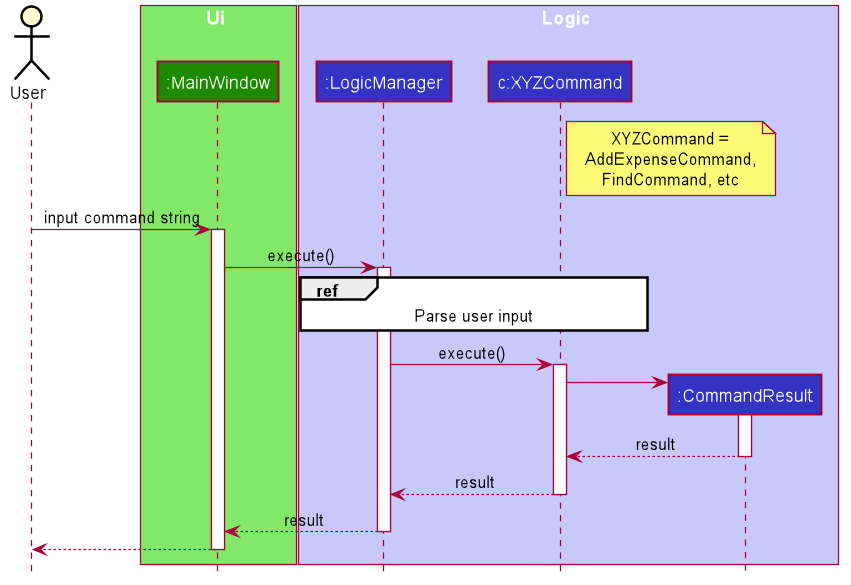 Ui
Logic
User
:MainWindow
:LogicManager
c:XYZCommand
XYZCommand =
AddExpenseCommand,
FindCommand, etc
input command string
execute()
ref
Parse user input
execute()
:CommandResult
result
result
result